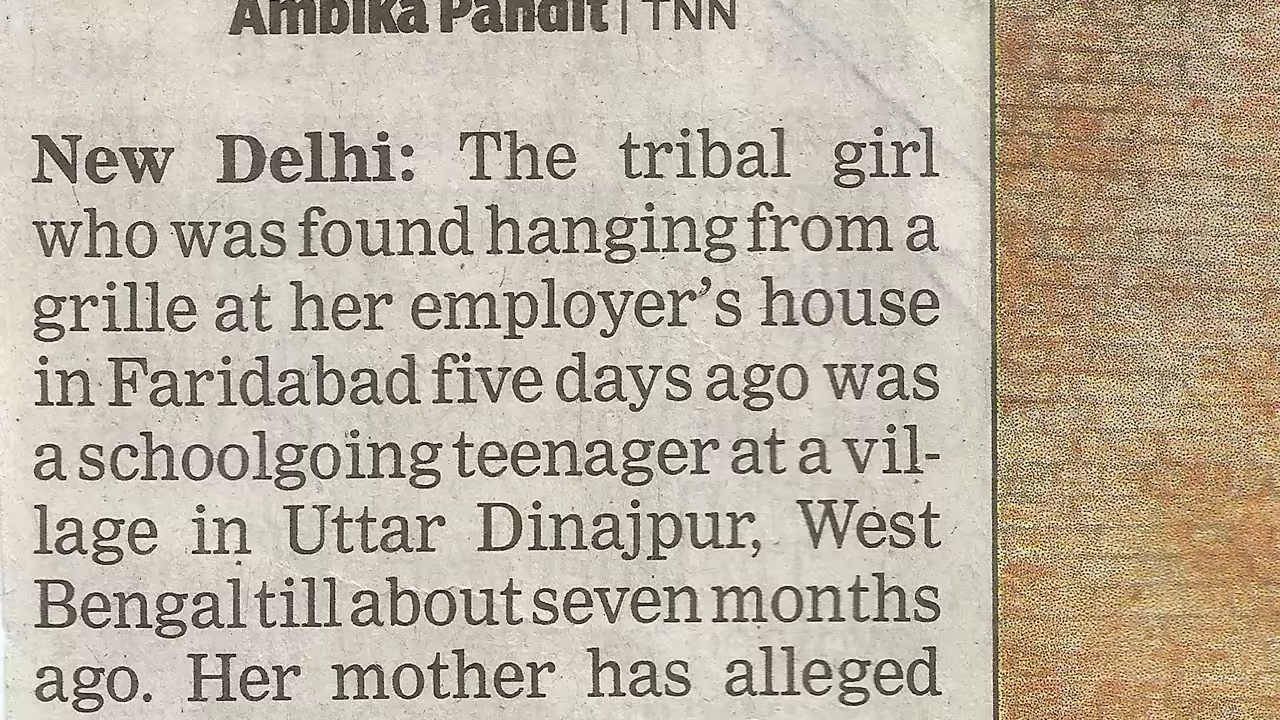 Ambika Pandit | TNN
New Delhi: The tribal girl
who was found hanging from a
grille at her employer's house
in Faridabad five days ago was
a schoolgoing teenager at a vil-
lage in Uttar Dinajpur, West
Bengal till about seven months
ago. Her mother has alleged